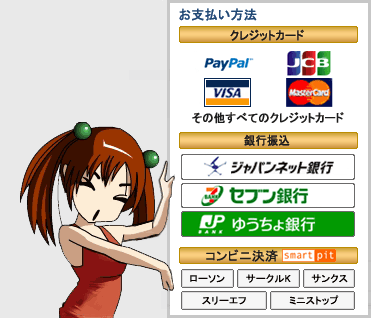 お支払い方法
クレジットカード
PayPal JCB
VISA MasterCard
その他すべてのクレジットカード
銀行振込
ジャパンネット銀行
セブン銀行
JP BANK ゆうちょ銀行
コンビニ決済 smart pit
ローソン サークルK サンクス
スリーエフ ミニストップ